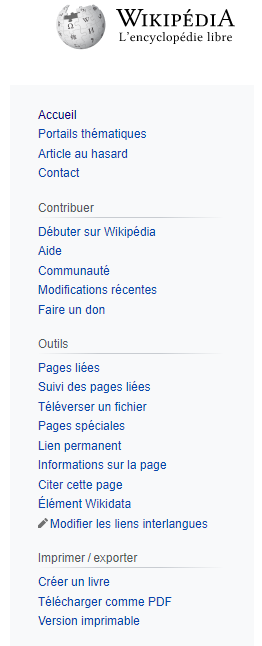 WIKIPÉDIA
L'encyclopédie libre
Accueil
Portails thématiques
Article au hasard
Contact
Contribuer
Débuter sur Wikipédia
Aide
Communauté
Modifications récentes
Faire un don
Outils
Pages liées
Suivi des pages liées
Téléverser un fichier
Pages spéciales
Lien permanent
Informations sur la page
Citer cette page
Élément Wikidata
Modifier les liens interlangues
Imprimer / exporter
Créer un livre
Télécharger comme PDF
Version imprimable